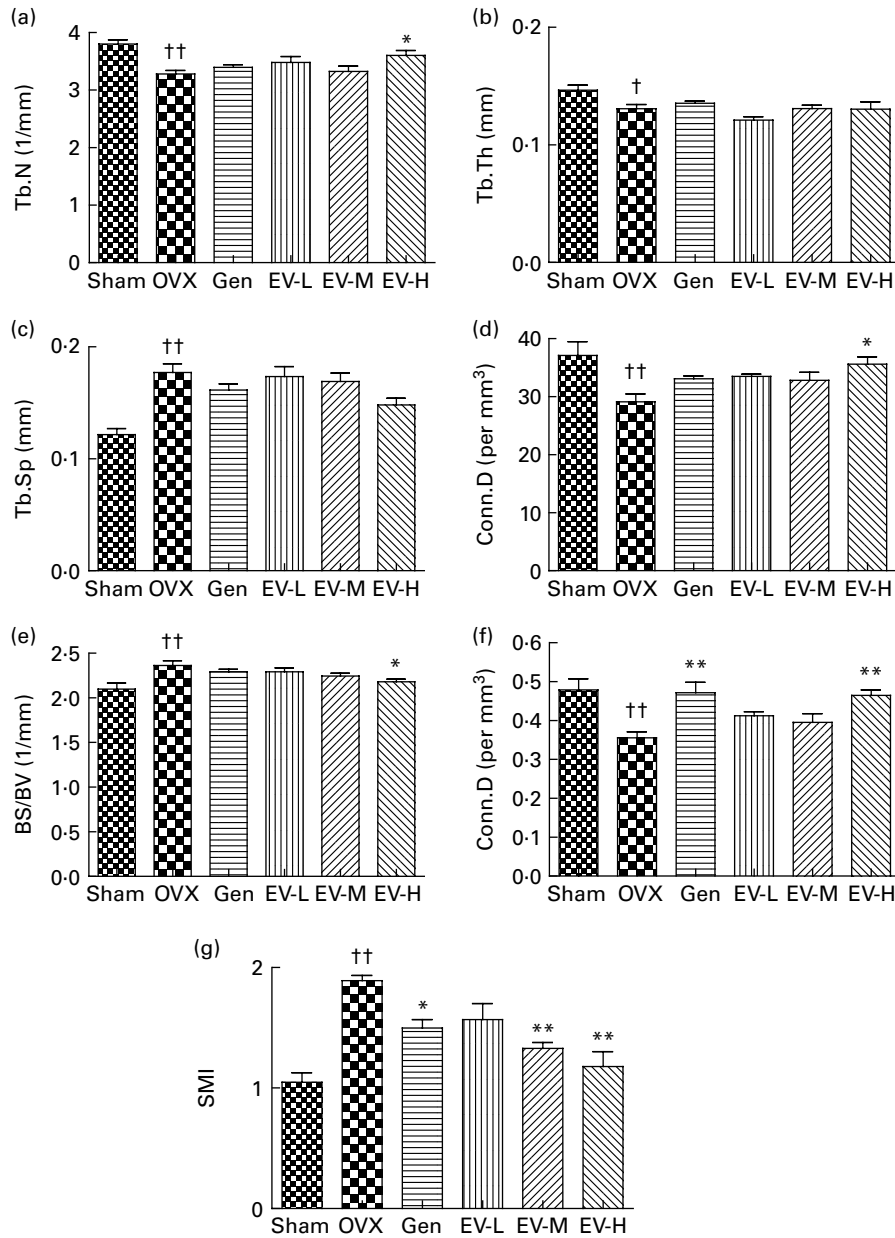 (a)
Tb.N (1/mm)
4
3
2
1
0
††
*
Sham OVX Gen EV-L EV-M EV-H
(b)
Tb.Th (mm)
0·2
0·1
0·0
†
Sham OVX Gen EV-L EV-M EV-H
(c)
Tb.Sp (mm)
0·2
0·1
0·0
††
Sham OVX Gen EV-L EV-M EV-H
(d)
Conn.D (per mm³)
40
30
20
10
0
††
*
Sham OVX Gen EV-L EV-M EV-H
(e)
BS/BV (1/mm)
2·5
2·0
1·5
1·0
0·5
0·0
††
*
Sham OVX Gen EV-L EV-M EV-H
(f)
Conn.D (per mm³)
0·6
0·5
0·4
0·3
0·2
0·1
0·0
††
**
**
Sham OVX Gen EV-L EV-M EV-H
(g)
SMI
2
1
0
††
*
**
**
Sham OVX Gen EV-L EV-M EV-H